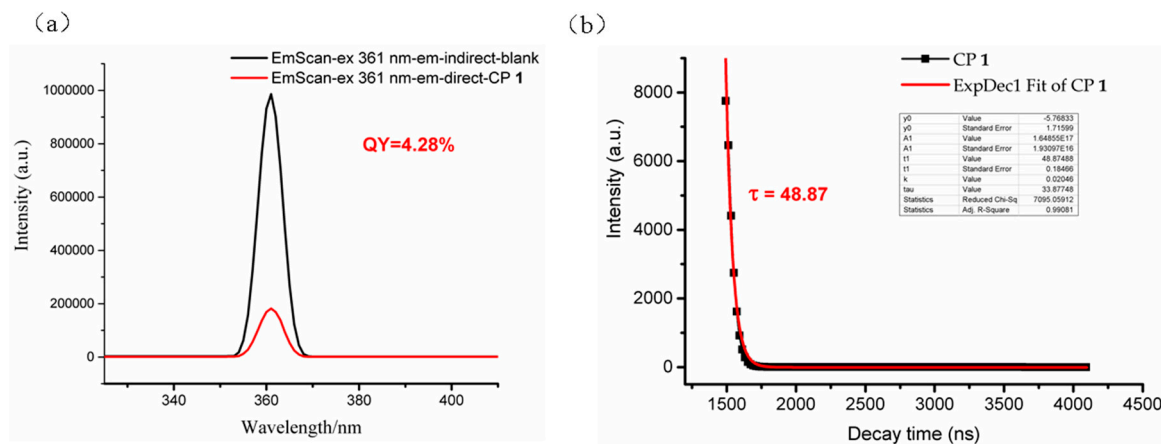 (a)
EmScan-ex 361 nm-em-indirect-blank
EmScan-ex 361 nm-em-direct-CP 1
QY=4.28%
Intensity (a.u.)
1000000
800000
600000
400000
200000
0
340 360 380 400
Wavelength/nm
(b)
CP 1
ExpDec1 Fit of CP 1
y0 Value -5.76833
y0 Standard Error 1.71599
A1 Value 1.64855E17
A1 Standard Error 1.93097E16
t1 Value 48.87488
t1 Standard Error 0.18466
k Value 0.02046
tau Value 33.87748
Statistics Reduced Chi-Sq 7095.05912
Statistics Adj. R-Square 0.99081
τ = 48.87
Intensity (a.u.)
8000
6000
4000
2000
0
1500 2000 2500 3000 3500 4000 4500
Decay time (ns)